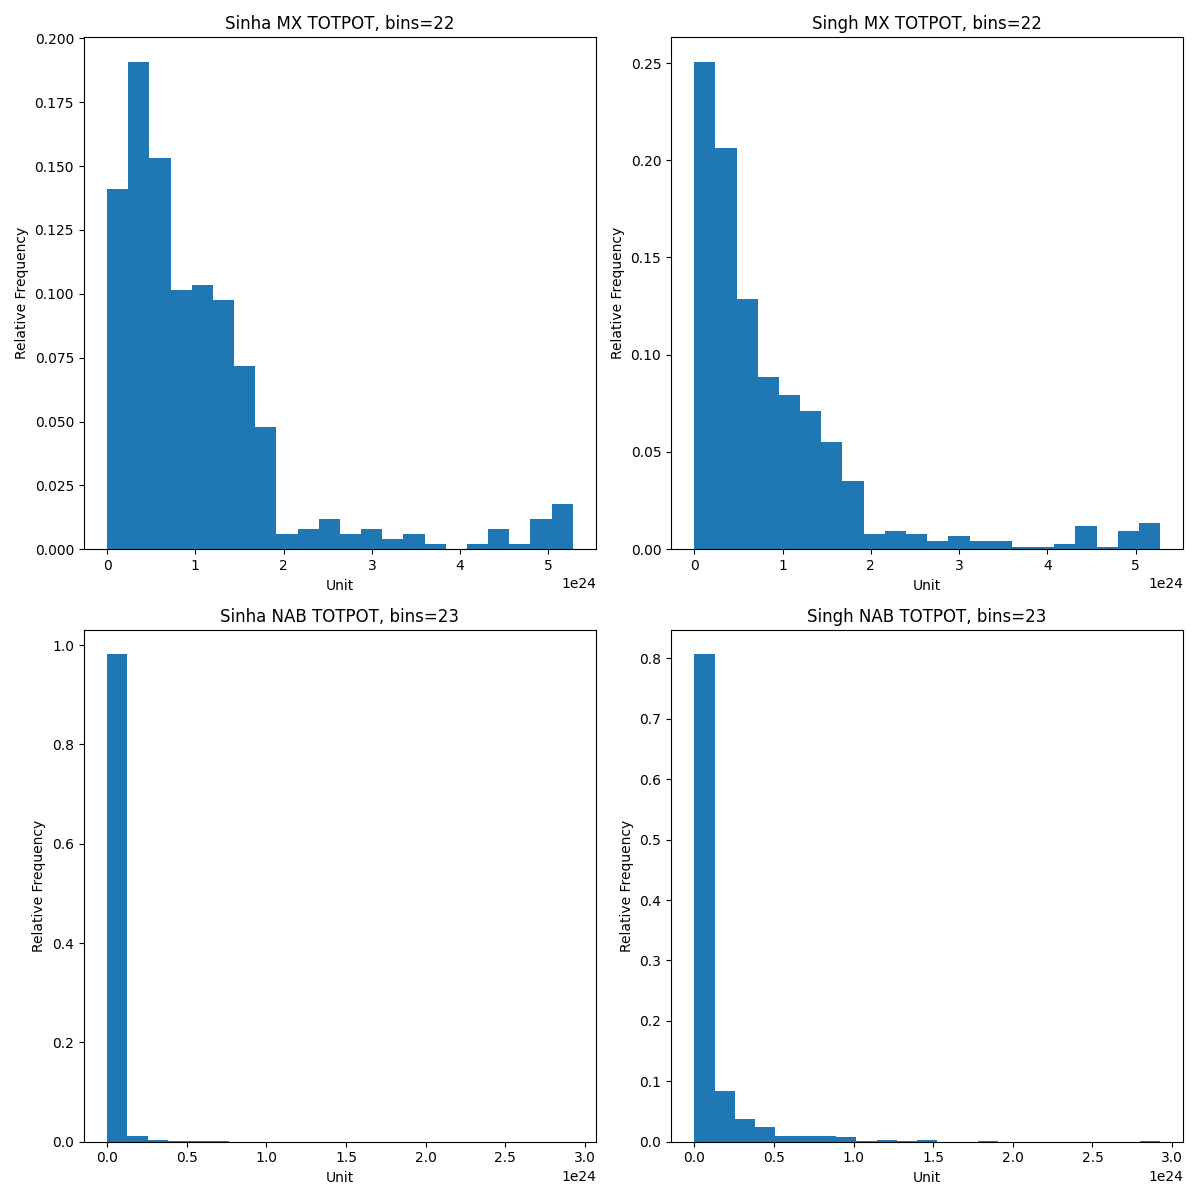 Sinha MX TOTPOT, bins=22
Relative Frequency
0.200
0.175
0.150
0.125
0.100
0.075
0.050
0.025
0.000
0 1 2 3 4 5
1e24
Unit
Singh MX TOTPOT, bins=22
Relative Frequency
0.25
0.20
0.15
0.10
0.05
0.00
0 1 2 3 4 5
1e24
Unit
Sinha NAB TOTPOT, bins=23
Relative Frequency
1.0
0.8
0.6
0.4
0.2
0.0
0.0 0.5 1.0 1.5 2.0 2.5 3.0
1e24
Unit
Singh NAB TOTPOT, bins=23
Relative Frequency
0.8
0.7
0.6
0.5
0.4
0.3
0.2
0.1
0.0
0.0 0.5 1.0 1.5 2.0 2.5 3.0
1e24
Unit